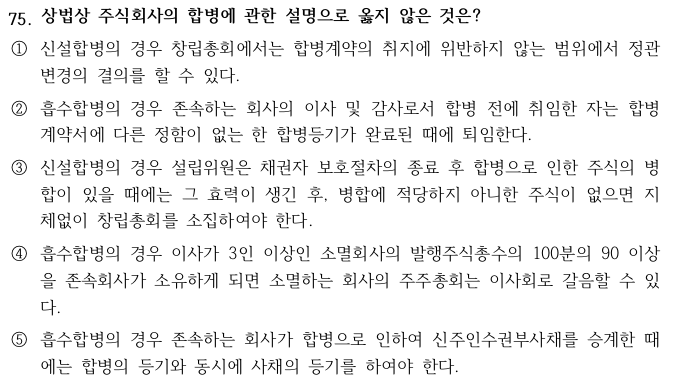 75. 상법상 주식회사의 합병에 관한 설명으로 옳지 않은 것은?
① 신설합병의 경우 창립총회에서는 합병계약의 취지에 위반하지 않는 범위에서 정관
변경의 결의를 할 수 있다.
② 흡수합병의 경우 존속하는 회사의 이사 및 감사로서 합병 전에 취임한 자는 합병
계약서에 다른 정함이 없는 한 합병등기가 완료된 때에 퇴임한다.
③ 신설합병의 경우 설립위원은 채권자 보호절차의 종료 후 합병으로 인한 주식의 병
합이 있을 때에는 그 효력이 생긴 후, 병합에 적당하지 아니한 주식이 없으면 지
체없이 창립총회를 소집하여야 한다.
④ 흡수합병의 경우 이사가 3인 이상인 소멸회사의 발행주식총수의 100분의 90 이상
을 존속회사가 소유하게 되면 소멸하는 회사의 주주총회는 이사회로 갈음할 수 있
다.
⑤ 흡수합병의 경우 존속하는 회사가 합병으로 인하여 신주인수권부사채를 승계한 때
에는 합병의 등기와 동시에 사채의 등기를 하여야 한다.